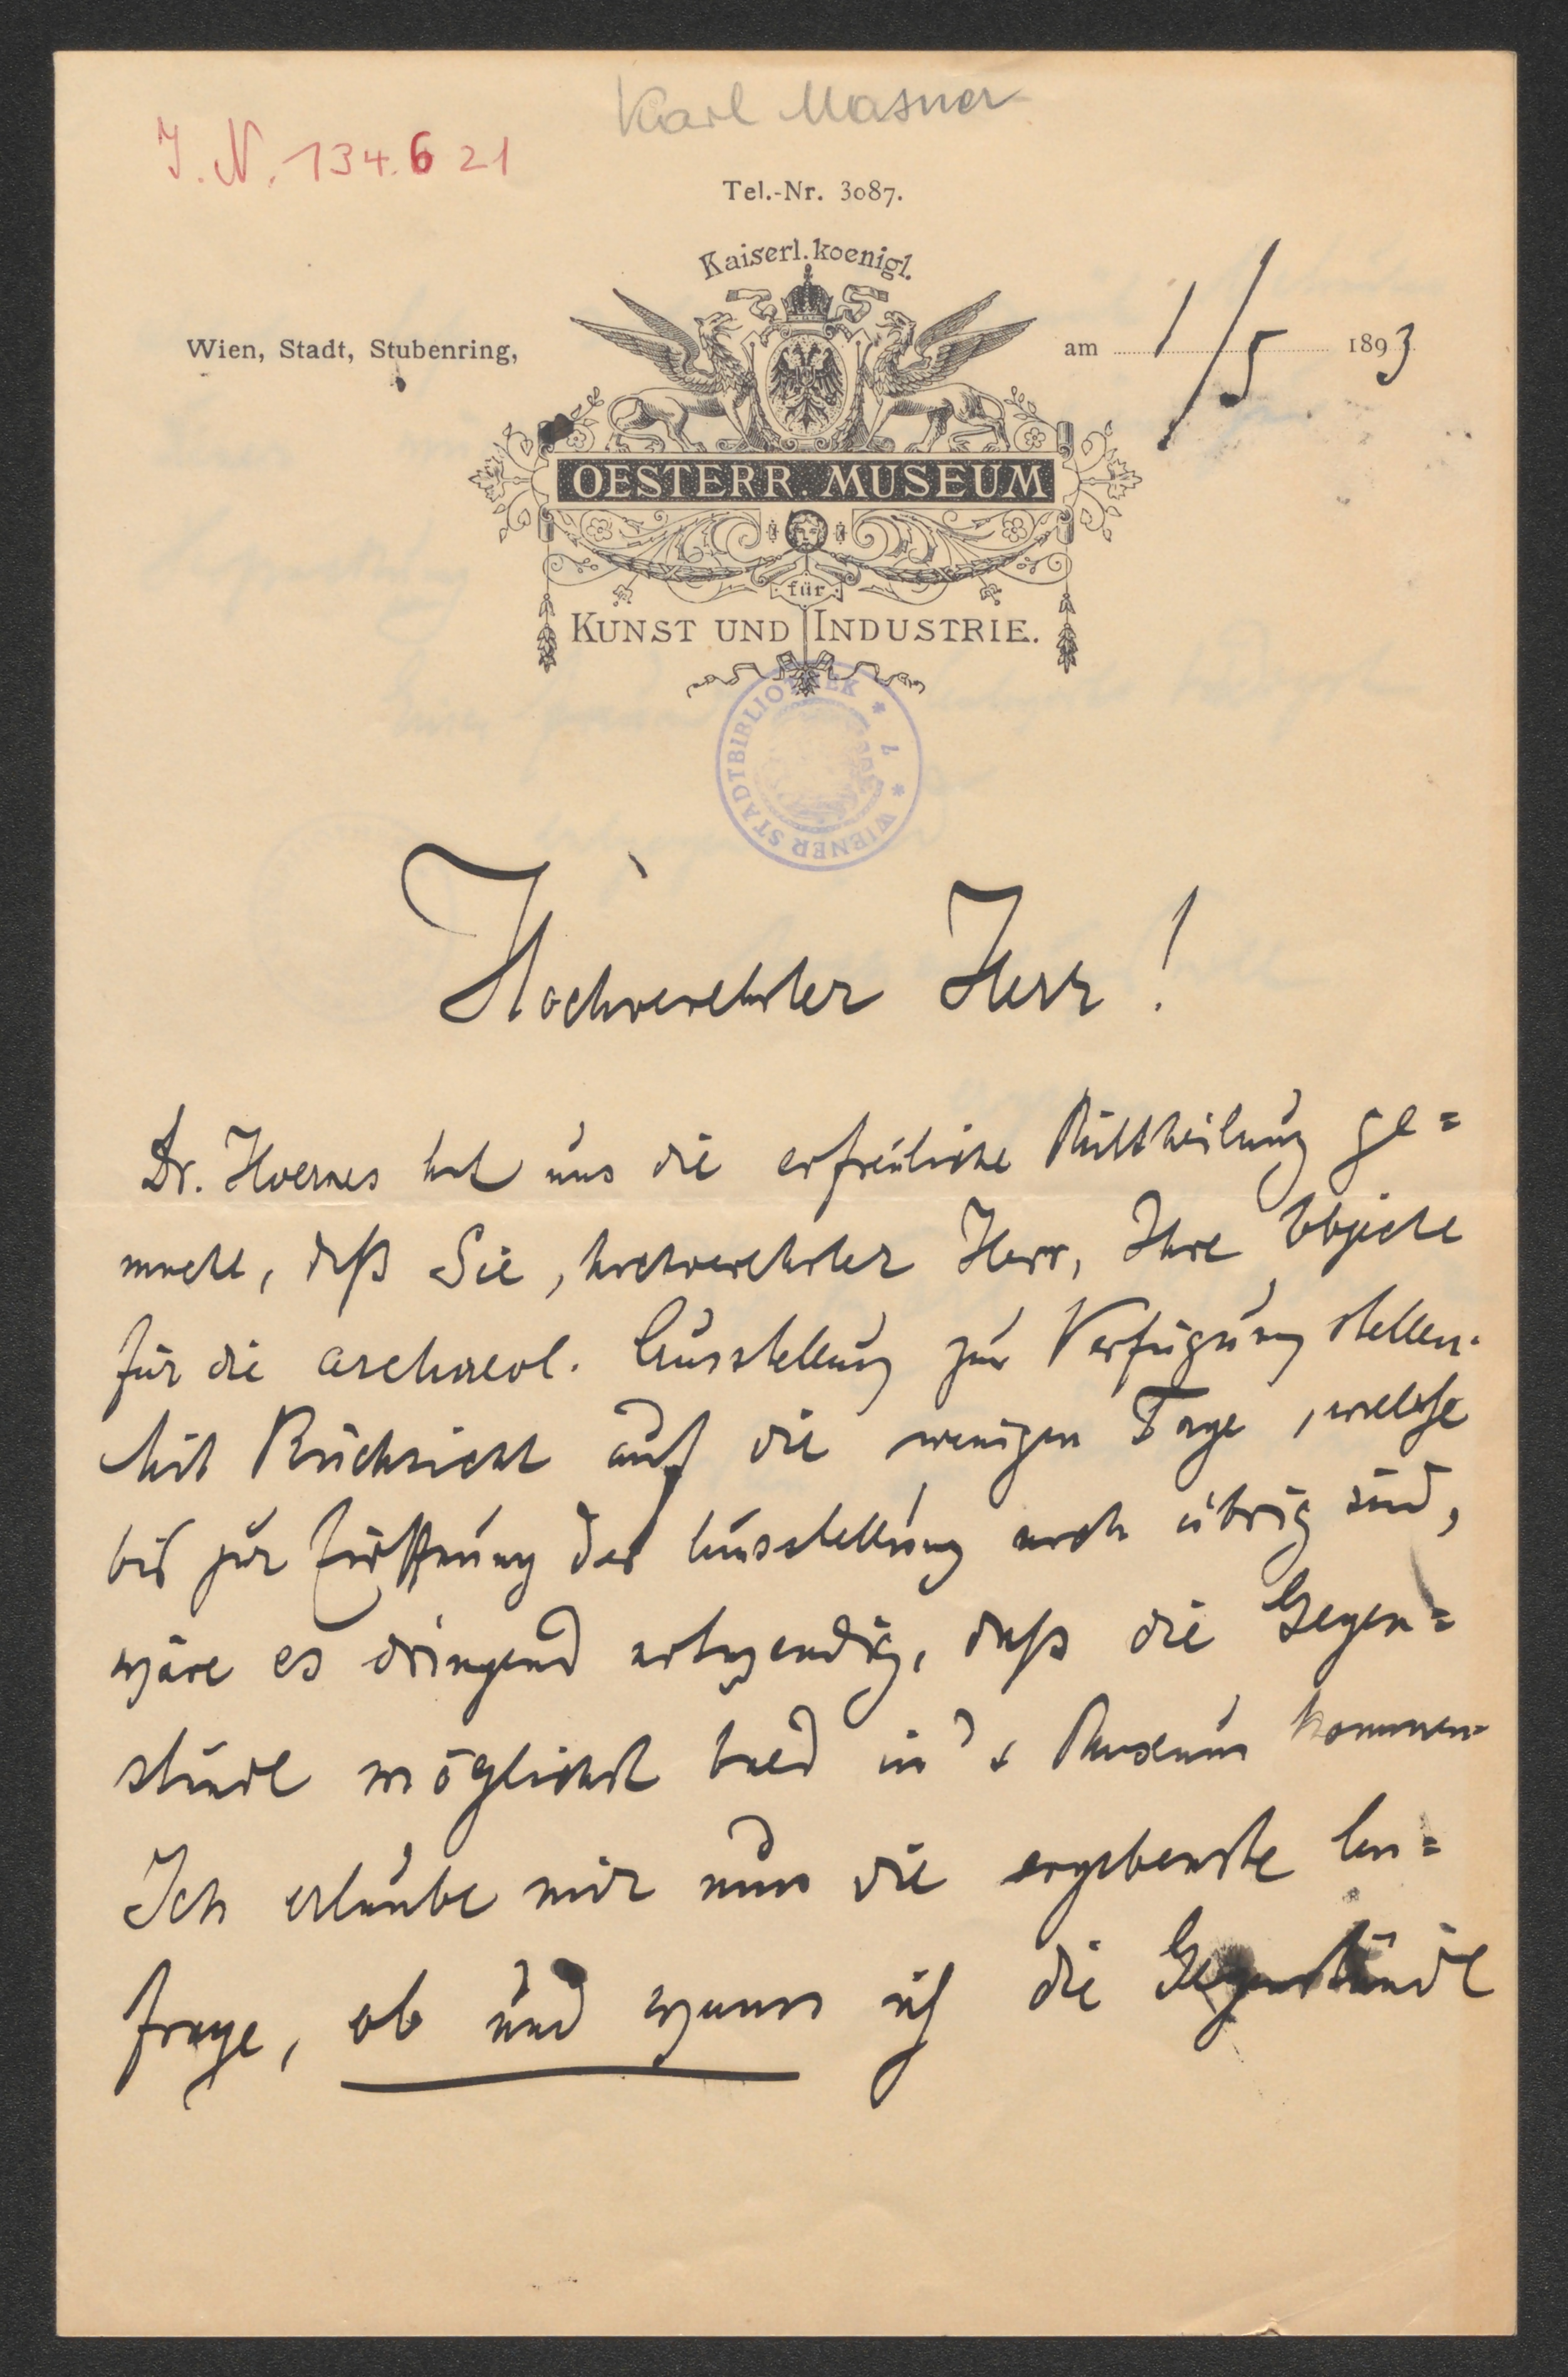 Karl Masner
J. N. 134.621
Tel.-Nr. 3087.
Kaiserl. koenigl.
Wien, Stadt, Stubenring,
am 1/5 1893
OESTERR. MUSEUM
für
KUNST UND INDUSTRIE.
WIENER STADTBIBLIOTHEK * 1 *
Hochverehrter Herr!
Dr. Hoernes hat uns die erfreuliche Mittheilung ge=
macht, daß Sie, hochverehrter Herr, Ihre Objecte
für die archaeol. Ausstellung zur Verfügung stellen.
Mit Rücksicht auf die wenigen Tage, welche
bis zur Eröffnung der Ausstellung noch übrig sind,
wäre es dringend nothwendig, daß die Gegen=
stände möglichst bald in's Museum kommen.
Ich erlaube mir nun die ergebenste An=
frage, ob und wann ich die Gegenstände